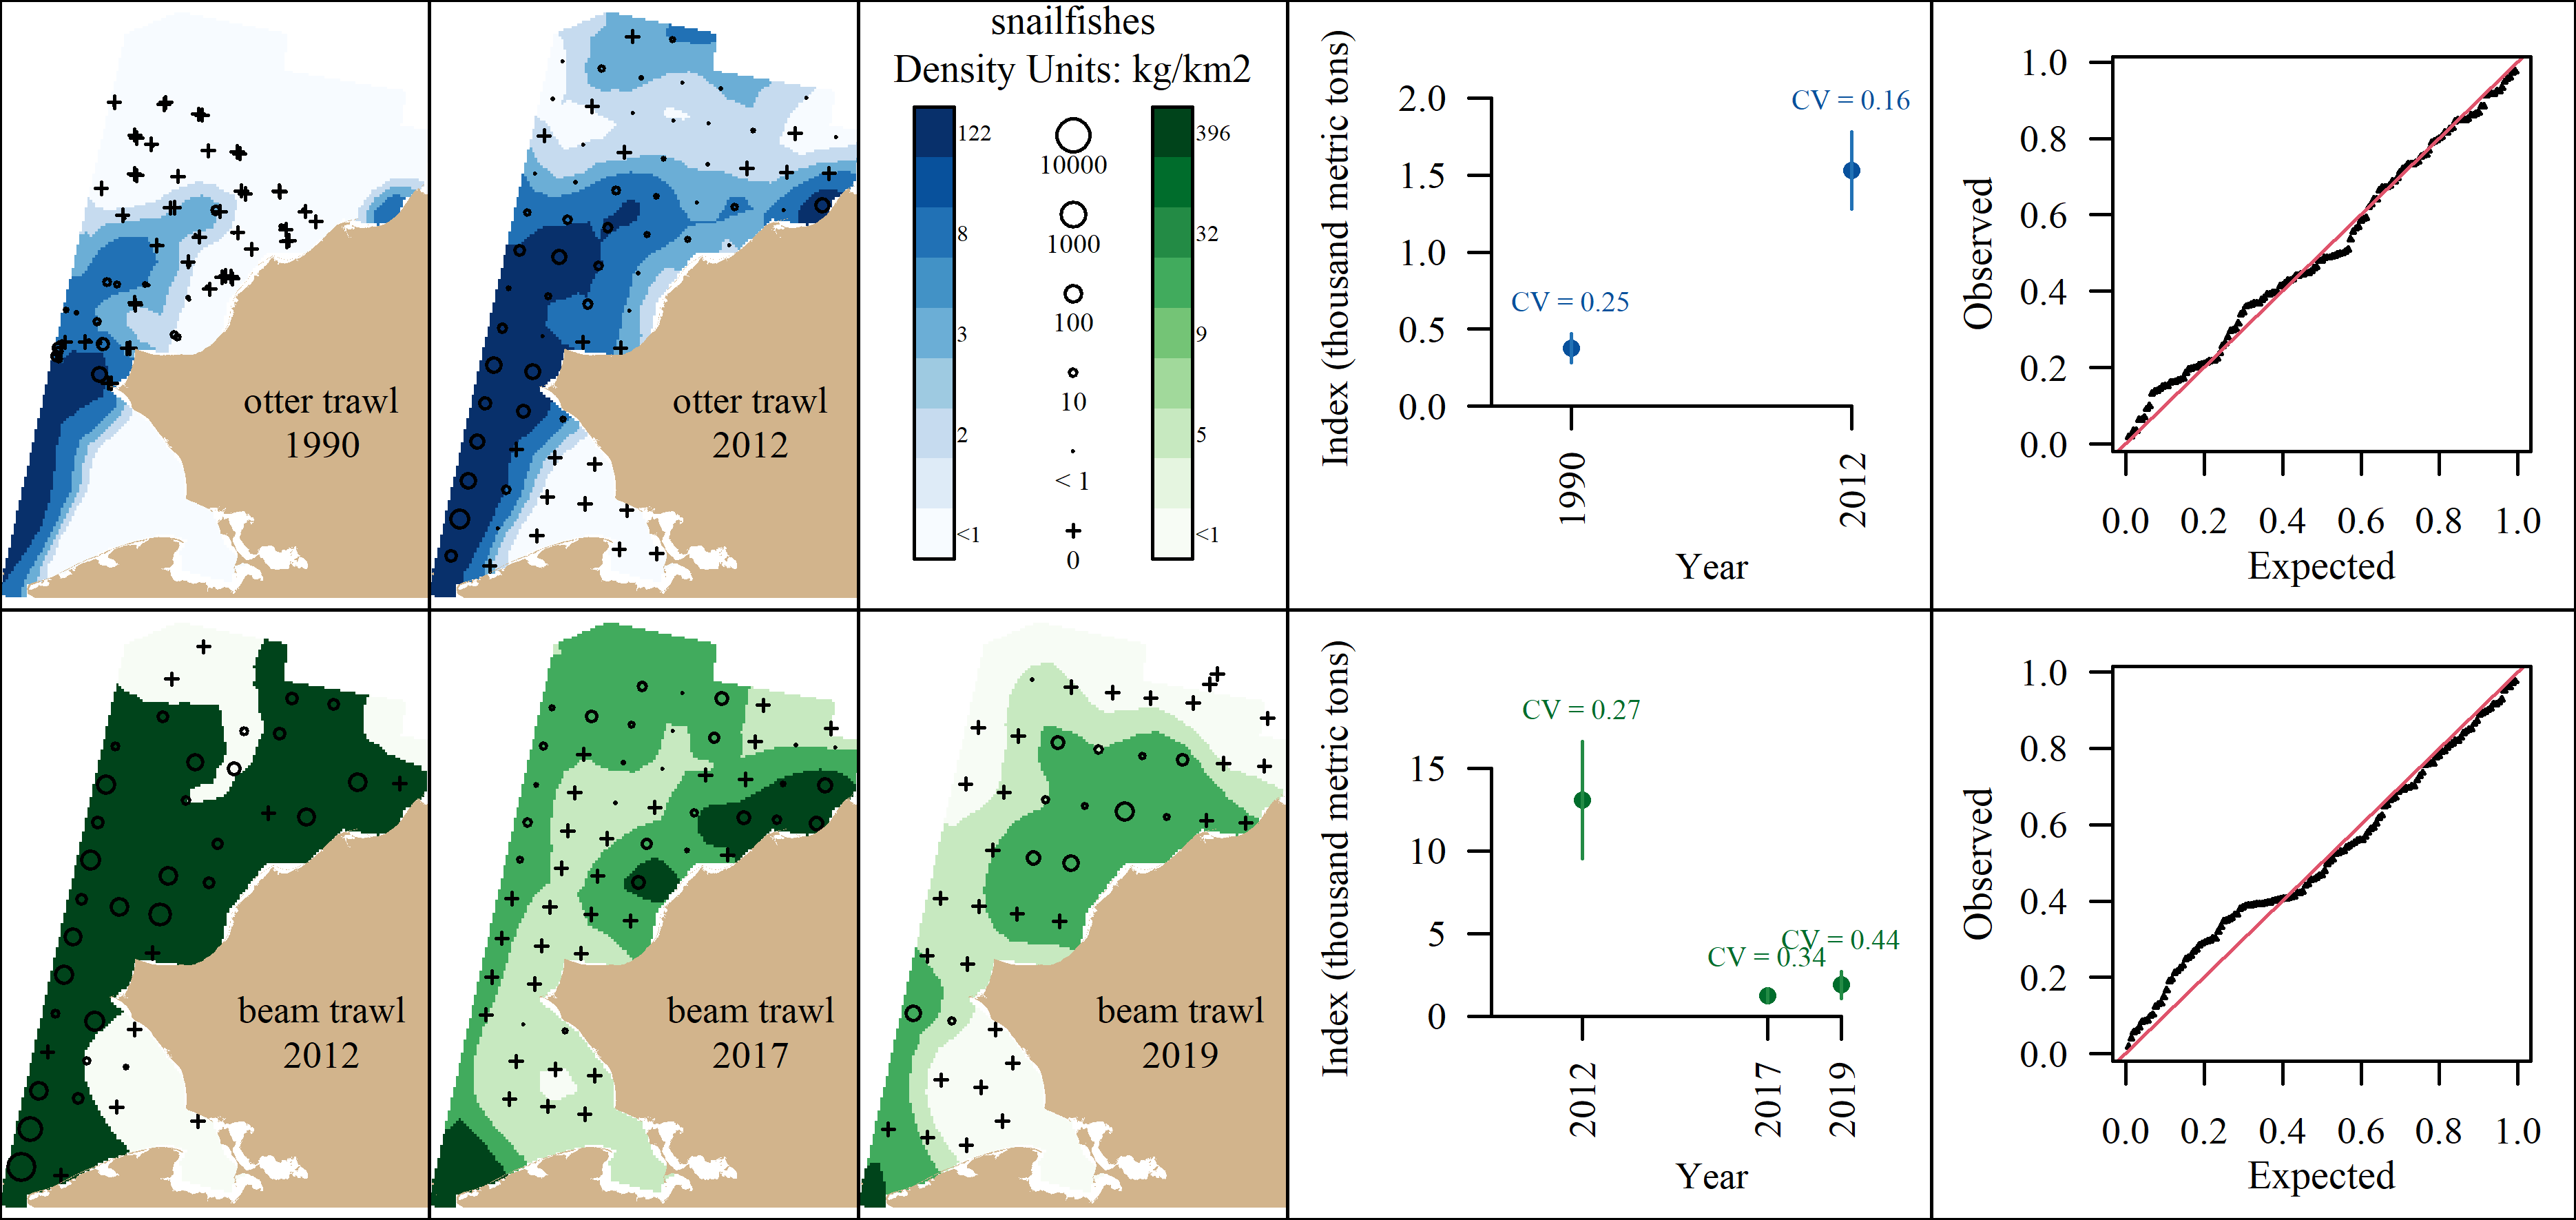 otter trawl
1990
otter trawl
2012
snailfishes
Density Units: kg/km2
122
8
3
2
<1
10000
1000
100
10
< 1
0
396
32
9
5
<1
Index (thousand metric tons)
2.0
1.5
1.0
0.5
0.0
CV = 0.25
CV = 0.16
1990
2012
Year
Observed
1.0
0.8
0.6
0.4
0.2
0.0
0.0 0.2 0.4 0.6 0.8 1.0
Expected
beam trawl
2012
beam trawl
2017
beam trawl
2019
Index (thousand metric tons)
15
10
5
0
CV = 0.27
CV = 0.34
CV = 0.44
2012
2017
2019
Year
Observed
1.0
0.8
0.6
0.4
0.2
0.0
0.0 0.2 0.4 0.6 0.8 1.0
Expected